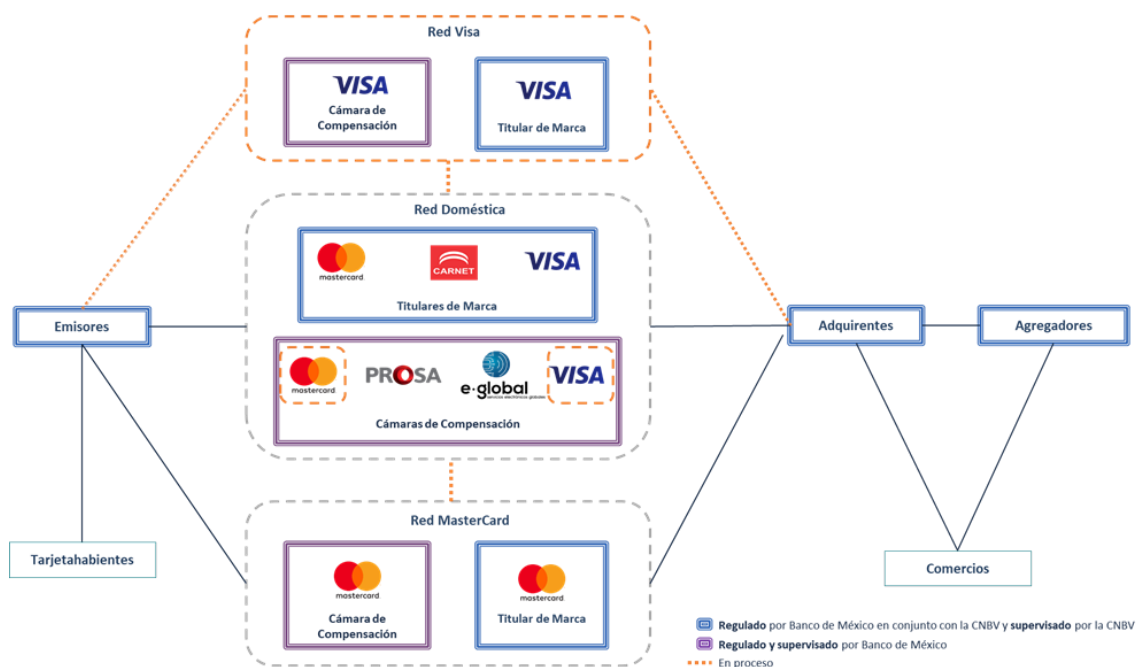 Red Visa
VISA
Cámara de
Compensación
VISA
Titular de Marca
Red Doméstica
mastercard
CARNET
VISA
Titulares de Marca
Emisores
Adquirentes
Agregadores
mastercard
PROSA
e·global
servicios electrónicos globales
VISA
Cámaras de Compensación
Red MasterCard
Tarjetahabientes
Comercios
mastercard
Cámara de
Compensación
mastercard
Titular de Marca
Regulado por Banco de México en conjunto con la CNBV y supervisado por la CNBV
Regulado y supervisado por Banco de México
En proceso